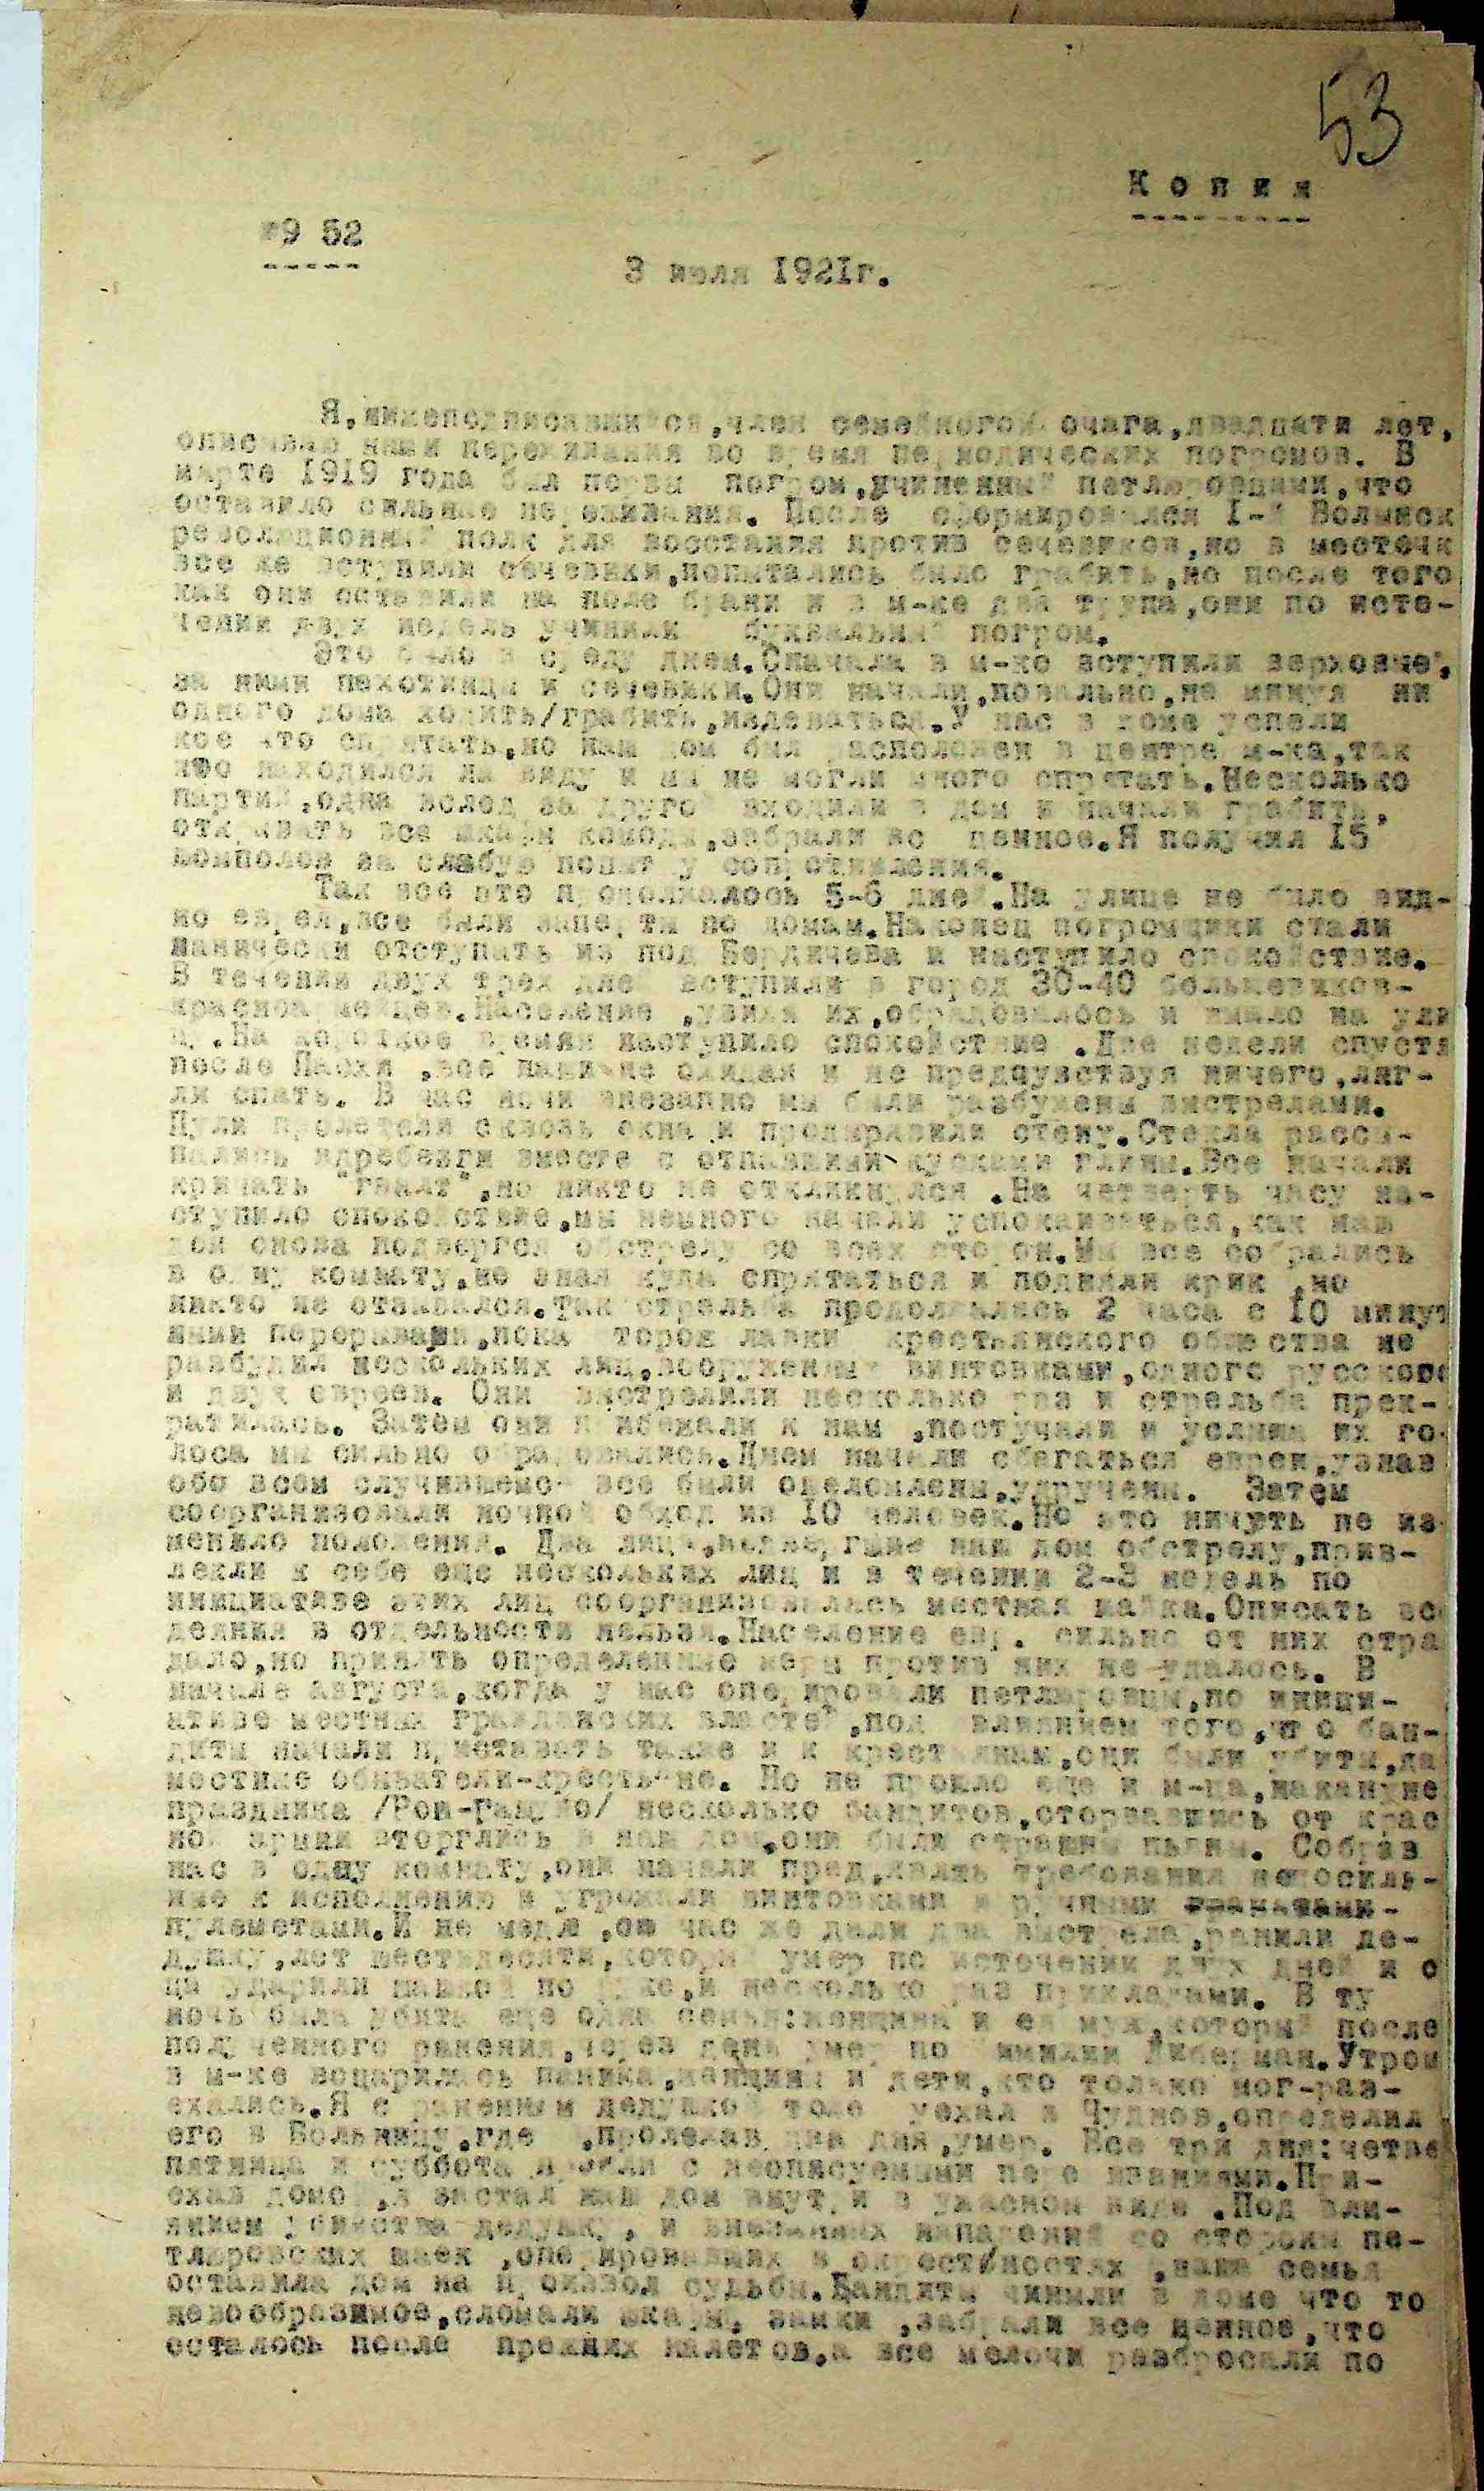 53
Копия
№ 52
3 июля 1921г.
Я, нижеподписавшийся, член семейного очага, двадцати лет,
описываю наши переживания во время периодических погромов. В
марте 1919 года был первый погром, учиненный петлюровцами, что
оставило сильное переживания. После сформировался 1-й Волынск
революционный полк для восстания против сечевиков, но в местечк
все же вступили сечевики, попытались было грабить, но после того
как они оставили на поле брани и в м-ке два трупа, они по исте-
чении двух недель учинили буквальный погром.
Это было в среду днем. Сначала в м-ко вступили верховые,
за ними пехотинцы и сечевики. Они начали, повально, не минуя ни
одного дома ходить/грабить, издеваться. У нас в доме успели
кое что спрятать, но наш дом был расположен в центре м-ка, так
что находился на виду и мы не могли много спрятать. Несколько
партий, одна вслед за другой входили в дом и начали грабить,
открывать все шкафы комоды, забрали все ценное. Я получил 15
шомполов за слабую попытку сопротивления.
Так все это продолжалось 5-6 дней. На улице не было вид-
но еврея, все были заперты по домам. Наконец погромщики стали
панически отступать из под Бердичева и наступило спокойствие.
В течении двух трех дней вступили в город 30-40 большевиков-
красноармейцев. Население, увидя их, обрадовалось и вышло на ули
цу. На короткое время наступило спокойствие. Две недели спустя
после Пасхи, все мы не ожидая и не предчувствуя ничего, лег-
ли спать. В час ночи внезапно мы были разбужены выстрелами.
Пули пролетели сквозь окна и продырявили стену. Стекла рассы-
пались вдребезги вместе с отпавшими кусками глины. Все начали
кричать "гвалт", но никто не откликнулся. На четверть часу на-
ступило спокойствие, мы немного начали успокаиваться, как наш
дом снова подвергся обстрелу со всех сторон. Мы все собрались
в одну комнату, не зная куда спрятаться и подняли крик, но
никто не отзывался. Так стрельба продолжалась 2 часа с 10 минут
ными перерывами, пока сторож лавки крестьянского общества не
разбудил нескольких лиц, вооруженных винтовками, одного русского
и двух евреев. Они выстрелили несколько раз и стрельба прек-
ратилась. Затем они прибежали к нам, постучали и услыша их го-
лоса мы сильно обрадовались. Днем начали сбегаться евреи, узнав
обо всем случившемся все были ошеломлены, удручены. Затем
соорганизовали ночной обход из 10 человек. Но это ничуть не из
менило положения. Два лица, подвергшие наш дом обстрелу, прив-
лекли к себе еще нескольких лиц и в течении 2-3 недель по
инициативе этих лиц соорганизовалась местная шайка. Описать все
деяния в отдельности нельзя. Население евр. сильно от них стра
дало, но принять определенные меры против них не удалось. В
начале августа, когда у нас оперировали петлюровцы, по иници-
ативе местных гражданских властей, под влиянием того, что бан-
диты начали приставать также и к крестьянам, они были убиты, да
местные обыватели-крестьяне. Но не прошло еще и м-ца, накануне
праздника /Рош-Гашоно/ несколько бандитов, оторвавшись от крас
ной армии вторглись в наш дом, они были страшны пьяны. Собрав
нас в одну комнату, они начали предъявлять требования непосиль-
ные к исполнению и угрожали винтовками и ручными гранатами-
пулеметами. И не медля, сей час же дали два выстрела, ранили де-
душку, лет шестьдесяти, который умер по истечении двух дней и о
ца ударили шашкой по руке, и несколько раз прикладами. В ту
ночь была убита еще одна семья: женщина и ея муж, который после
полученного ранения, через день умер по фамилии Либерман. Утром
в м-ке воцарилась паника, женщины и дети, кто только мог-раз-
ехались. Я с раненным дедушкой тоже уехал в Чуднов, определил
его в Больницу, где, пролежав два дня, умер. Все три дня: четве
пятница и суббота провели с неописуемыми переживаниями. При-
ехав домой, я застал наш дом внутри в ужасном виде. Под вли-
янием убийства дедушки, и внезапных нападений со стороны пе-
тлюровских шаек, оперировавших в окрестностях, наша семья
оставила дом на произвол судьбы. Бандиты чинили в доме что то
невообразимое, сломали шкафы, замки, забрали все ценное, что
осталось после прежних налетов, а все мелочи разбросали по